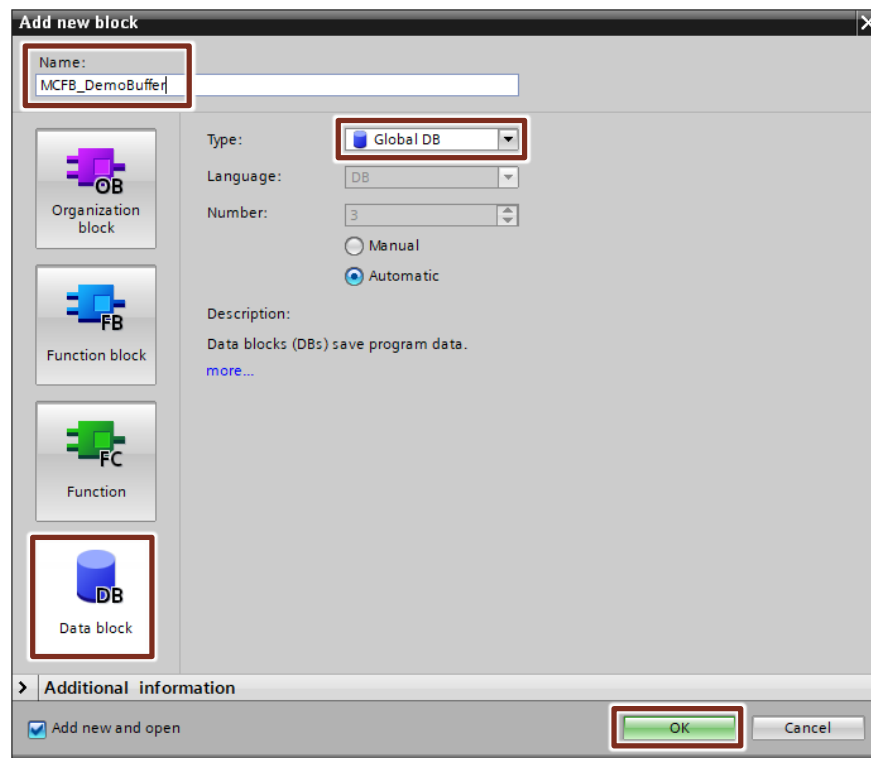 Add new block
Name:
MCFB_DemoBuffer
Type:
Global DB
Language:
DB
Number:
3
Manual
Automatic
Description:
Data blocks (DBs) save program data.
more...
OB
Organization
block
FB
Function block
FC
Function
DB
Data block
> Additional information
Add new and open
OK
Cancel